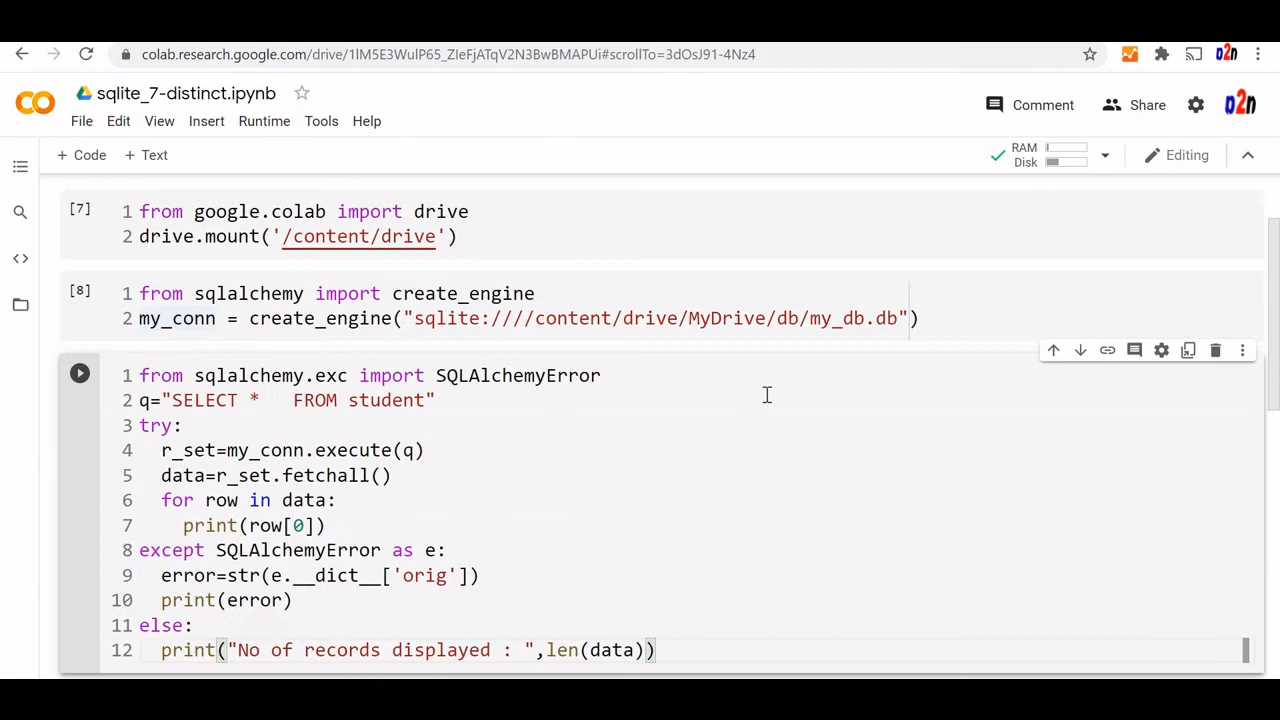 colab.research.google.com/drive/1lM5E3WulP65_ZleFjATqV2N3BwBMAPUi#scrollTo=3dOsJ91-4Nz4
sqlite_7-distinct.ipynb
File Edit View Insert Runtime Tools Help
Comment Share
p2n
p2n
+ Code + Text
RAM
Disk
Editing
[7]
1 from google.colab import drive
2 drive.mount('/content/drive')
[8]
1 from sqlalchemy import create_engine
2 my_conn = create_engine("sqlite:////content/drive/MyDrive/db/my_db.db")
1 from sqlalchemy.exc import SQLAlchemyError
2 q="SELECT *   FROM student"
3 try:
4   r_set=my_conn.execute(q)
5   data=r_set.fetchall()
6   for row in data:
7     print(row[0])
8 except SQLAlchemyError as e:
9   error=str(e.__dict__['orig'])
10   print(error)
11 else:
12   print("No of records displayed : ",len(data))